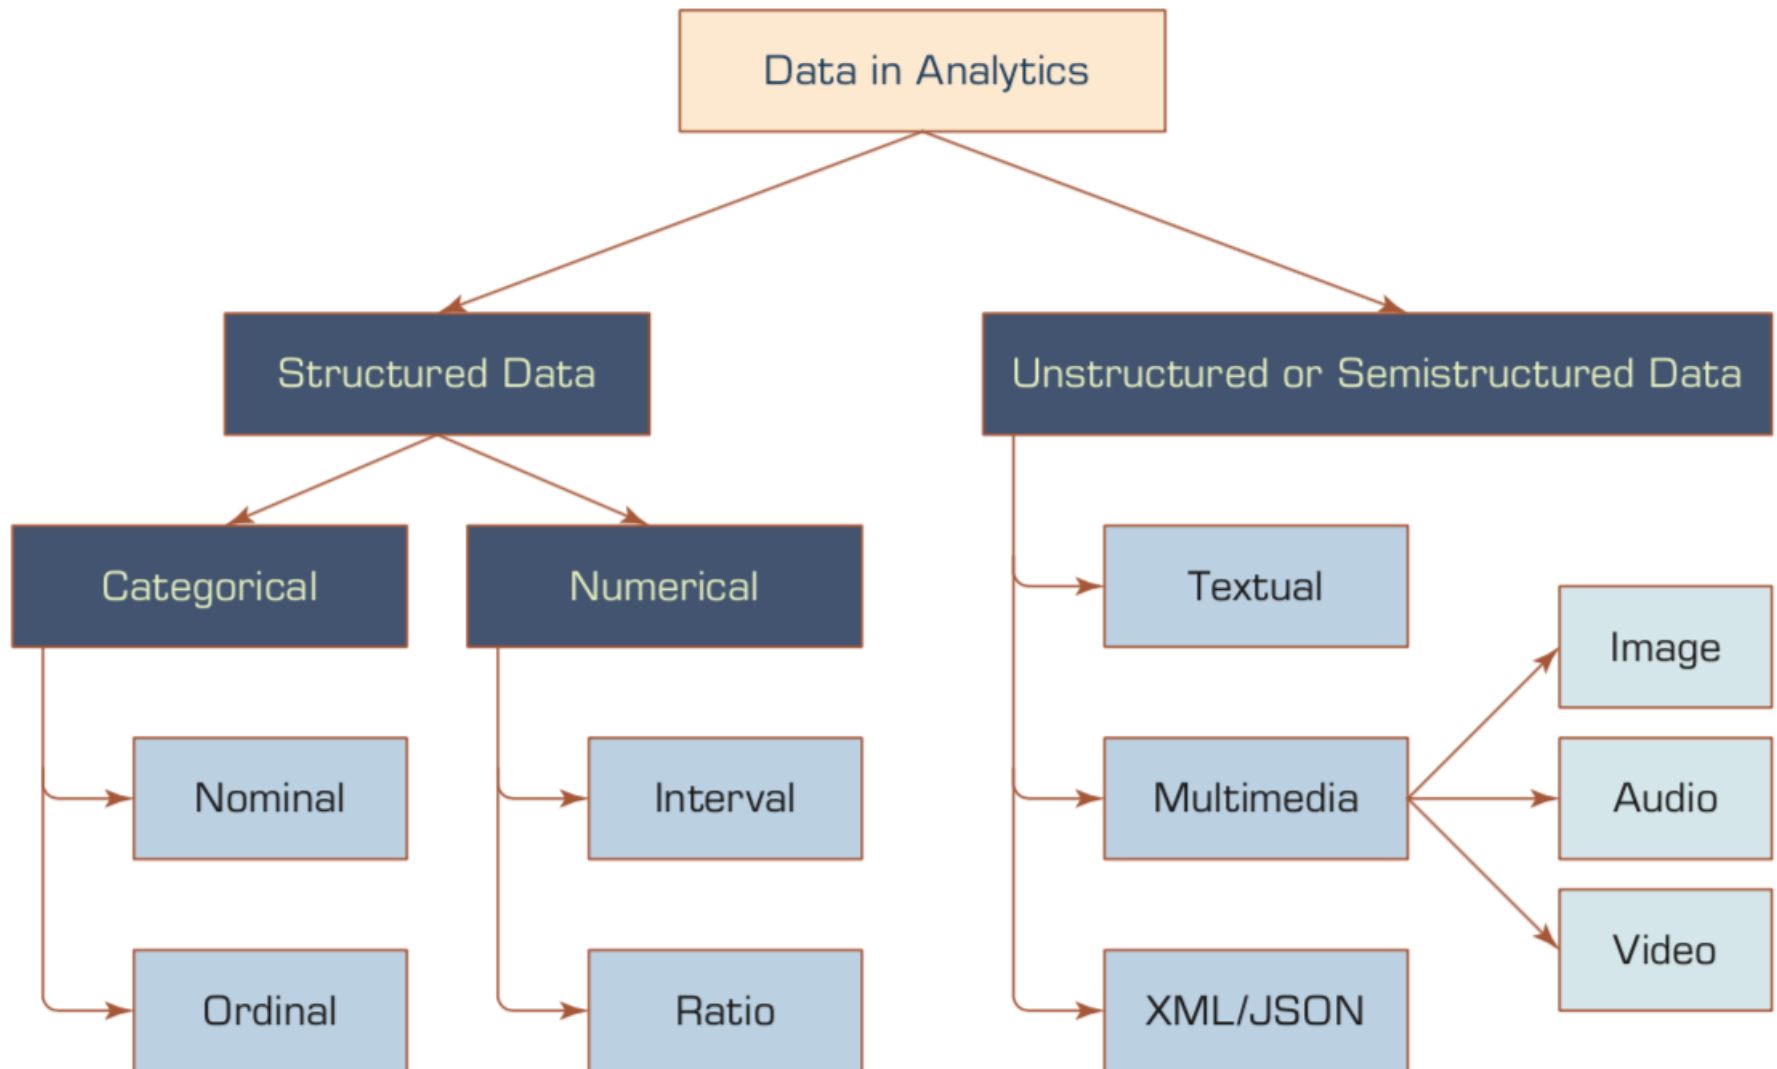 Data in Analytics
Structured Data
Unstructured or Semistructured Data
Categorical
Numerical
Textual
Image
Nominal
Interval
Multimedia
Audio
Video
Ordinal
Ratio
XML/JSON